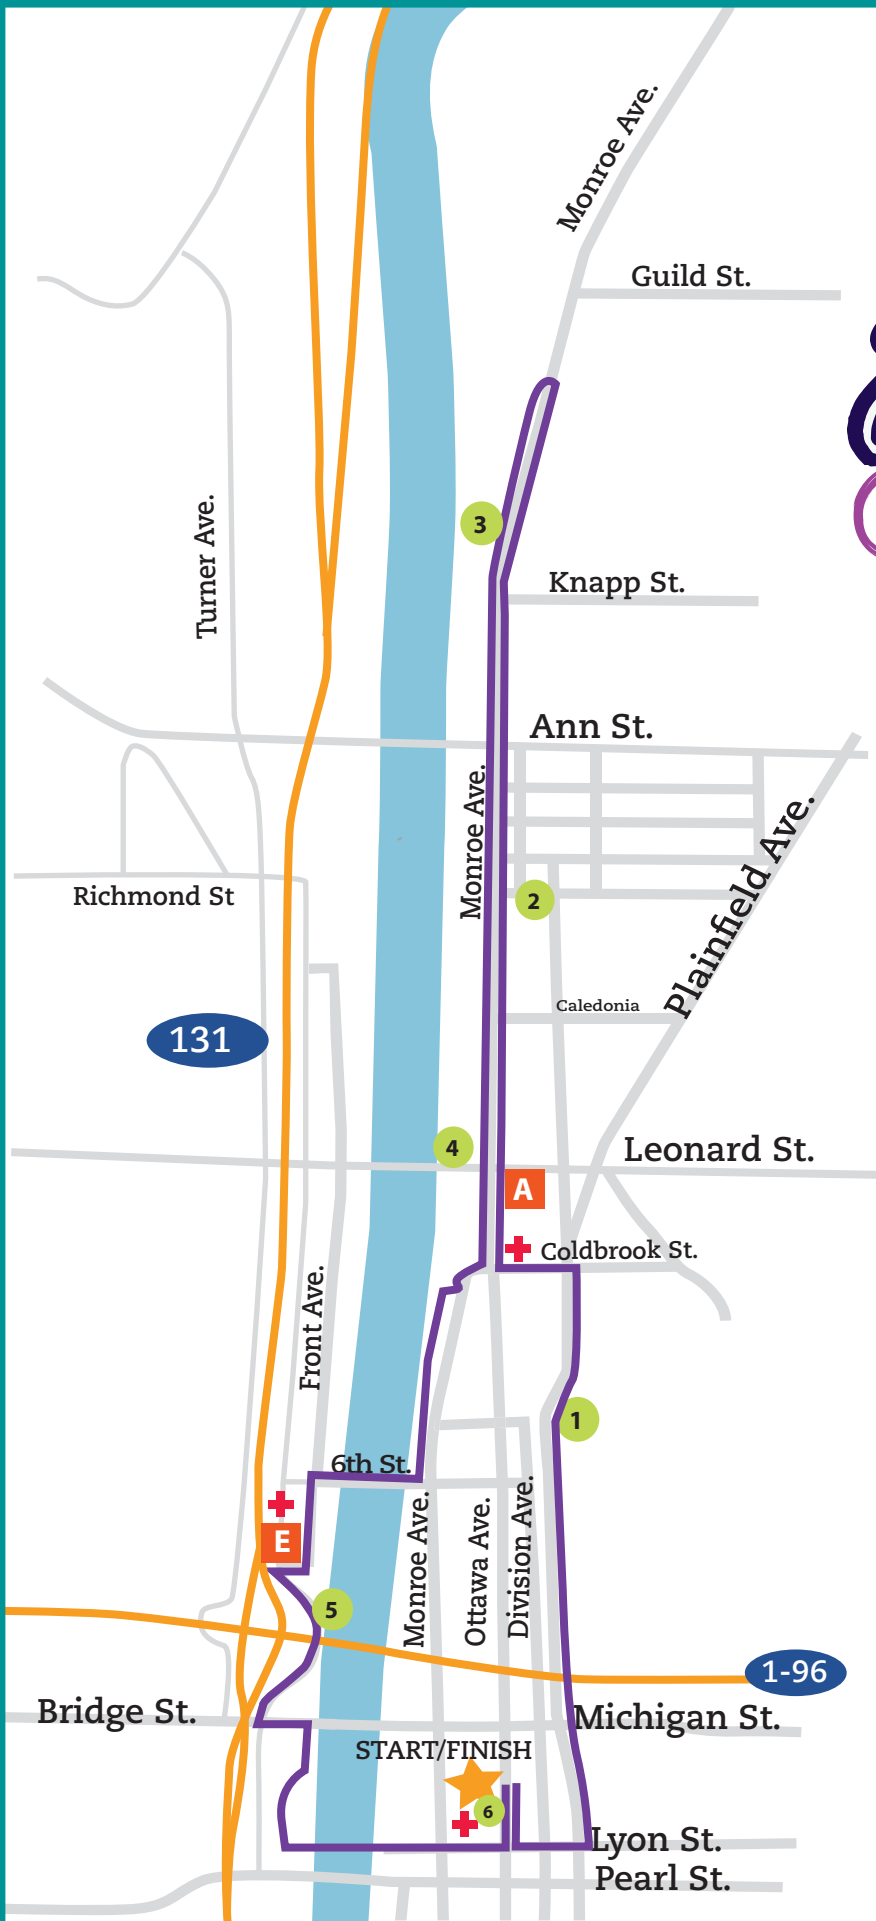 Monroe Ave.
Guild St.
3
Turner Ave.
Knapp St.
Ann St.
Monroe Ave.
Plainfield Ave.
Richmond St
2
Caledonia
131
4
Leonard St.
A
Coldbrook St.
Front Ave.
1
6th St.
E
Monroe Ave.
Ottawa Ave.
Division Ave.
5
1-96
Bridge St.
Michigan St.
START/FINISH
6
Lyon St.
Pearl St.